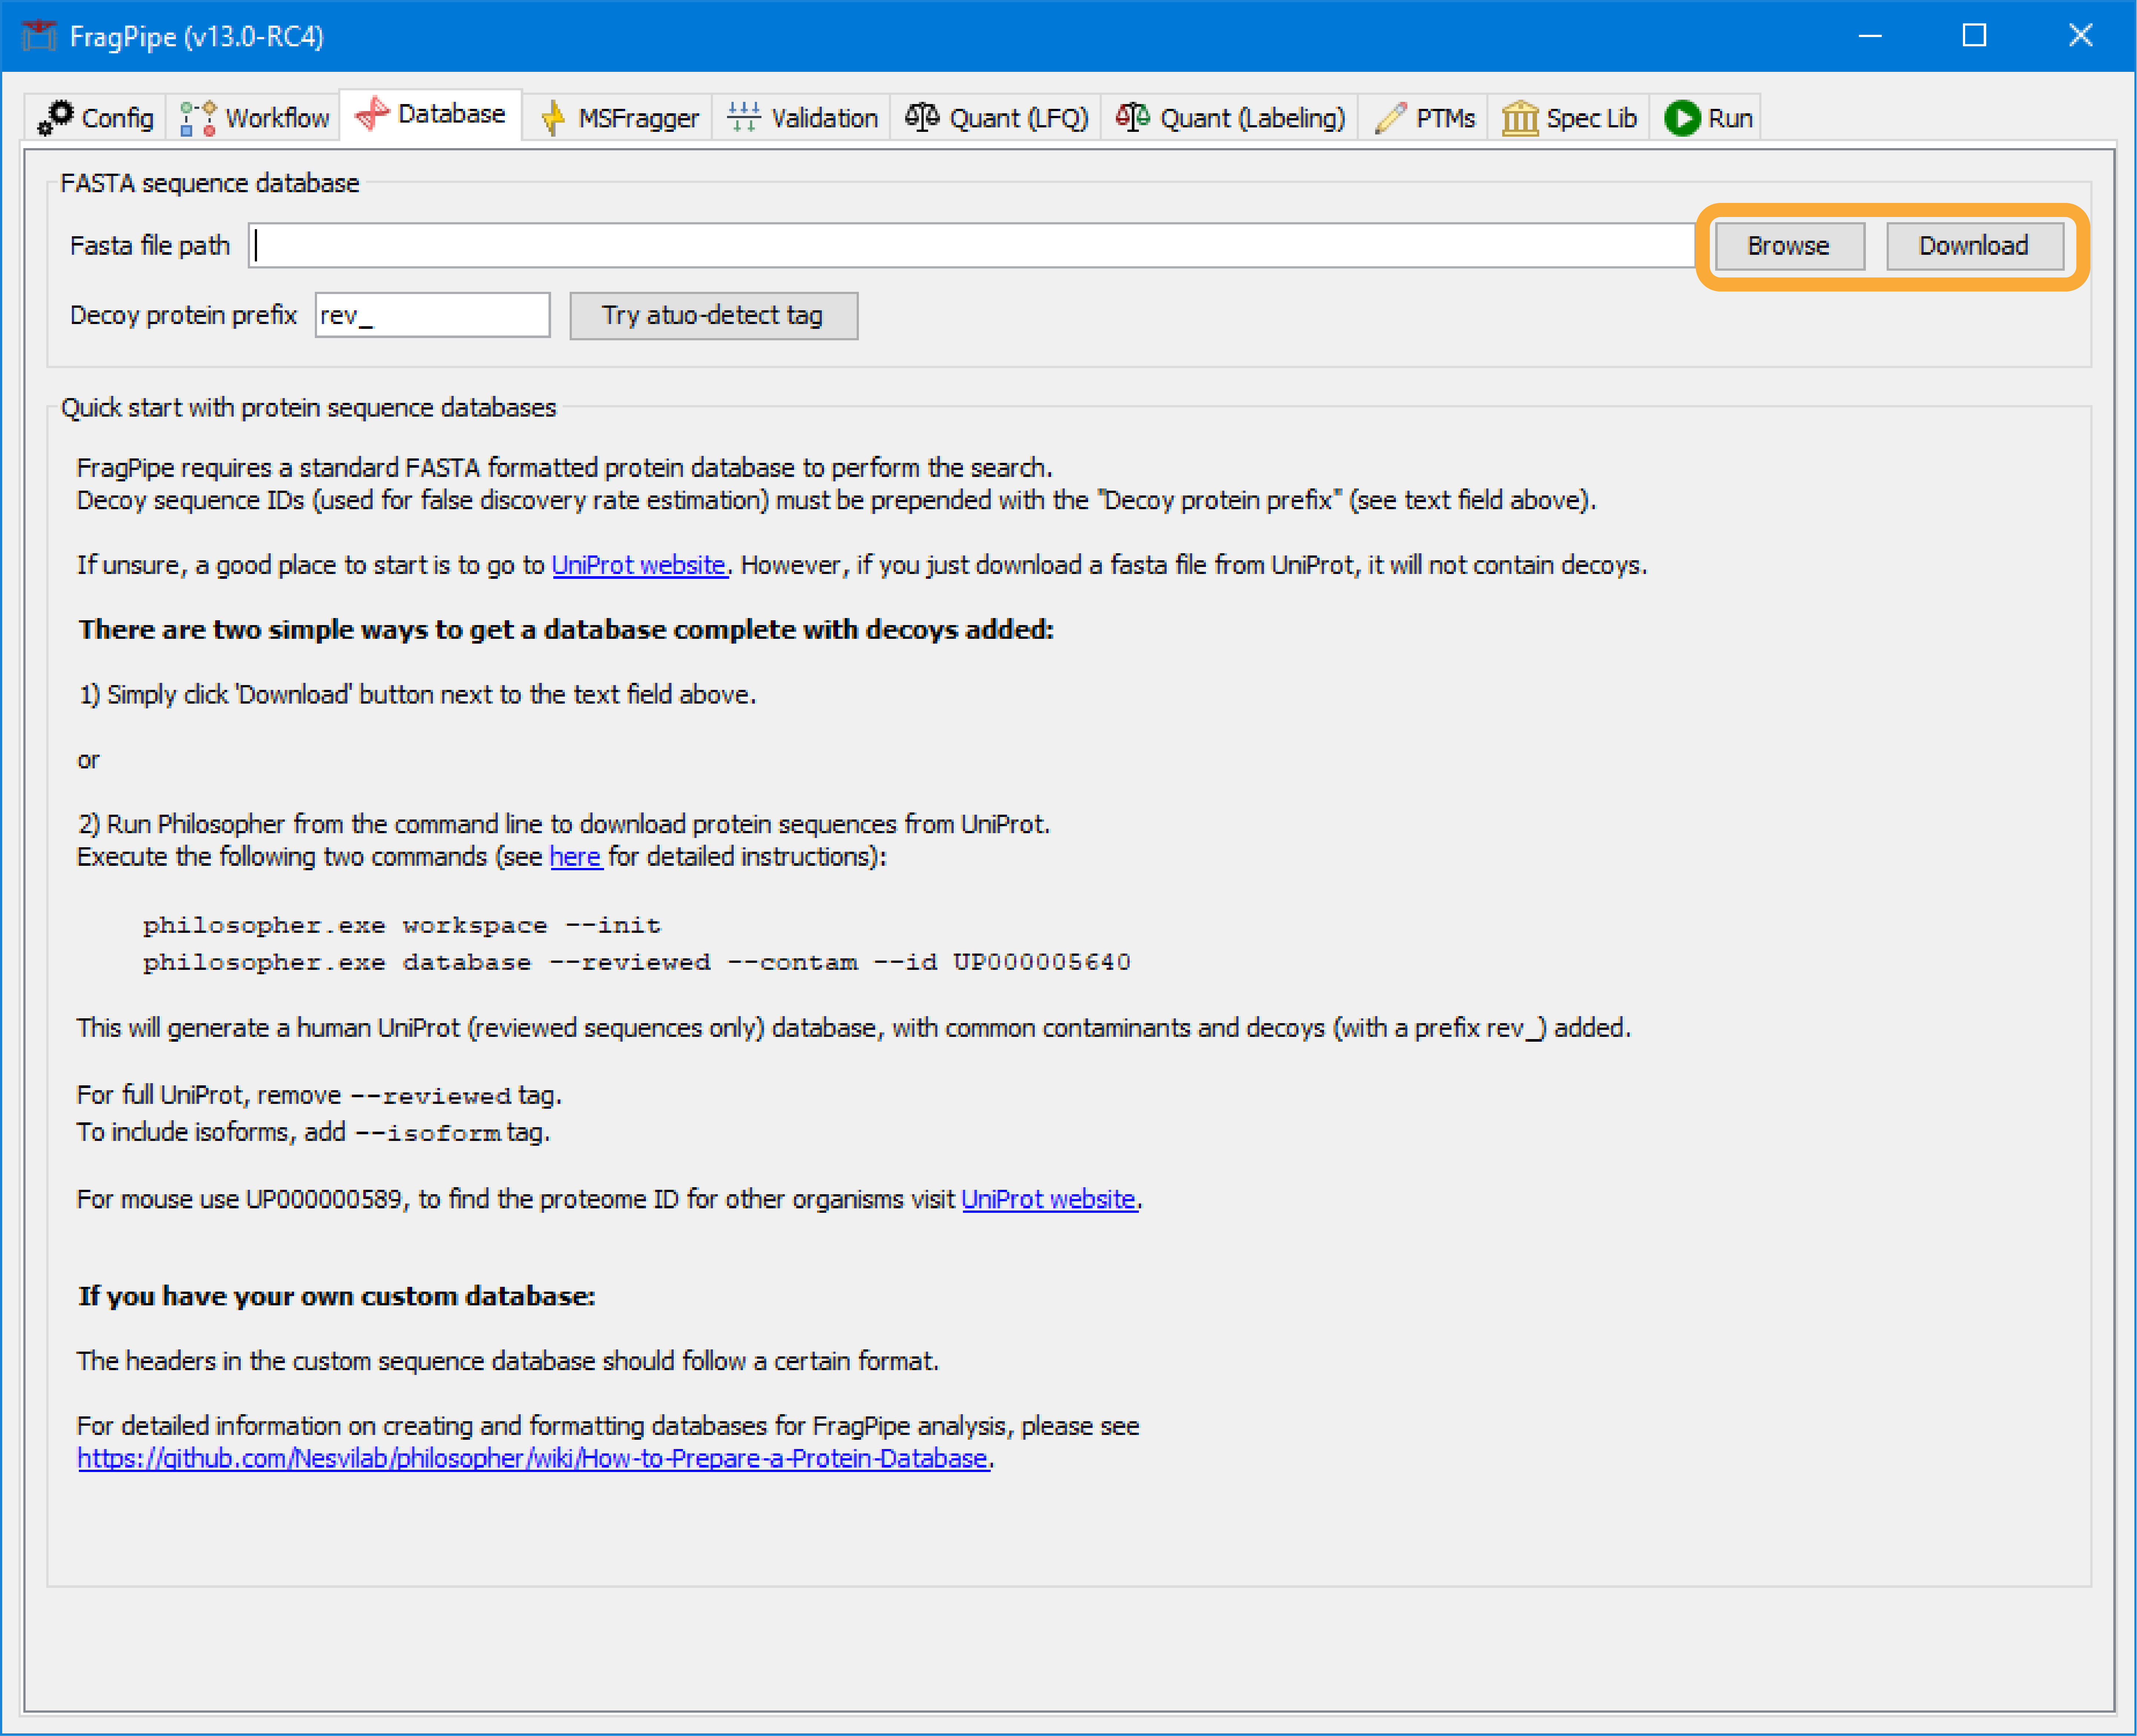 FragPipe (v13.0-RC4)
Config Workflow Database MSFragger Validation Quant (LFQ) Quant (Labeling) PTMs Spec Lib Run
FASTA sequence database
Fasta file path Browse Download
Decoy protein prefix rev_ Try atuo-detect tag
Quick start with protein sequence databases
FragPipe requires a standard FASTA formatted protein database to perform the search.
Decoy sequence IDs (used for false discovery rate estimation) must be prepended with the "Decoy protein prefix" (see text field above).
If unsure, a good place to start is to go to UniProt website. However, if you just download a fasta file from UniProt, it will not contain decoys.
There are two simple ways to get a database complete with decoys added:
1) Simply click 'Download' button next to the text field above.
or
2) Run Philosopher from the command line to download protein sequences from UniProt.
Execute the following two commands (see here for detailed instructions):
philosopher.exe workspace --init
philosopher.exe database --reviewed --contam --id UP000005640
This will generate a human UniProt (reviewed sequences only) database, with common contaminants and decoys (with a prefix rev_) added.
For full UniProt, remove --reviewed tag.
To include isoforms, add --isoform tag.
For mouse use UP000000589, to find the proteome ID for other organisms visit UniProt website.
If you have your own custom database:
The headers in the custom sequence database should follow a certain format.
For detailed information on creating and formatting databases for FragPipe analysis, please see
https://github.com/Nesvilab/philosopher/wiki/How-to-Prepare-a-Protein-Database.